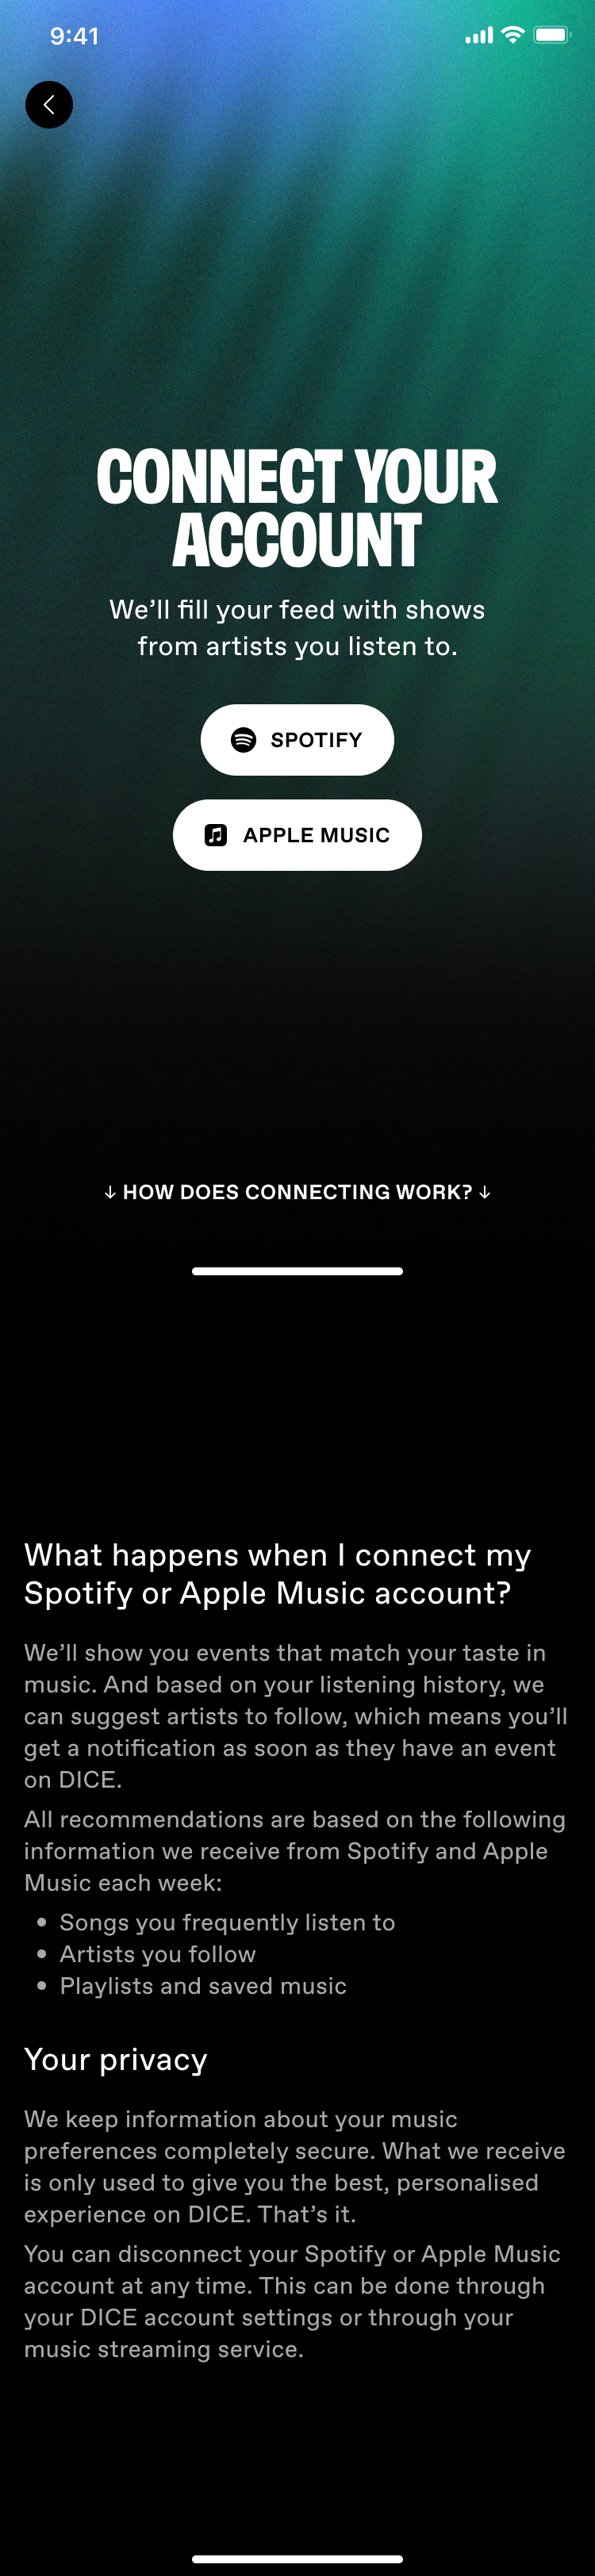 9:41
CONNECT YOUR
ACCOUNT
We’ll fill your feed with shows
from artists you listen to.
SPOTIFY
APPLE MUSIC
↓ HOW DOES CONNECTING WORK? ↓
What happens when I connect my
Spotify or Apple Music account?
We’ll show you events that match your taste in
music. And based on your listening history, we
can suggest artists to follow, which means you’ll
get a notification as soon as they have an event
on DICE.
All recommendations are based on the following
information we receive from Spotify and Apple
Music each week:
• Songs you frequently listen to
• Artists you follow
• Playlists and saved music
Your privacy
We keep information about your music
preferences completely secure. What we receive
is only used to give you the best, personalised
experience on DICE. That’s it.
You can disconnect your Spotify or Apple Music
account at any time. This can be done through
your DICE account settings or through your
music streaming service.